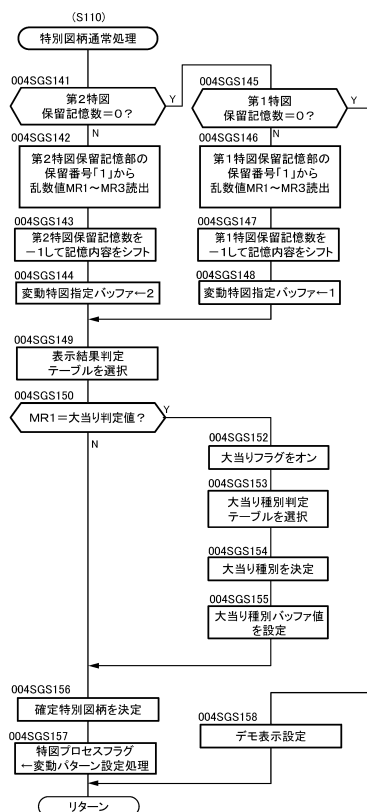 (S110)
特別図柄通常処理
004SGS141
第2特図
保留記憶数=0?
Y
N
004SGS145
第1特図
保留記憶数=0?
Y
N
004SGS142
第2特図保留記憶部の
保留番号「1」から
乱数値MR1~MR3読出
004SGS146
第1特図保留記憶部の
保留番号「1」から
乱数値MR1~MR3読出
004SGS143
第2特図保留記憶数を
-1して記憶内容をシフト
004SGS147
第1特図保留記憶数を
-1して記憶内容をシフト
004SGS144
変動特図指定バッファ←2
004SGS148
変動特図指定バッファ←1
004SGS149
表示結果判定
テーブルを選択
004SGS150
MR1=大当り判定値?
Y
N
004SGS152
大当りフラグをオン
004SGS153
大当り種別判定
テーブルを選択
004SGS154
大当り種別を決定
004SGS155
大当り種別バッファ値
を設定
004SGS156
確定特別図柄を決定
004SGS157
特図プロセスフラグ
←変動パターン設定処理
004SGS158
デモ表示設定
リターン